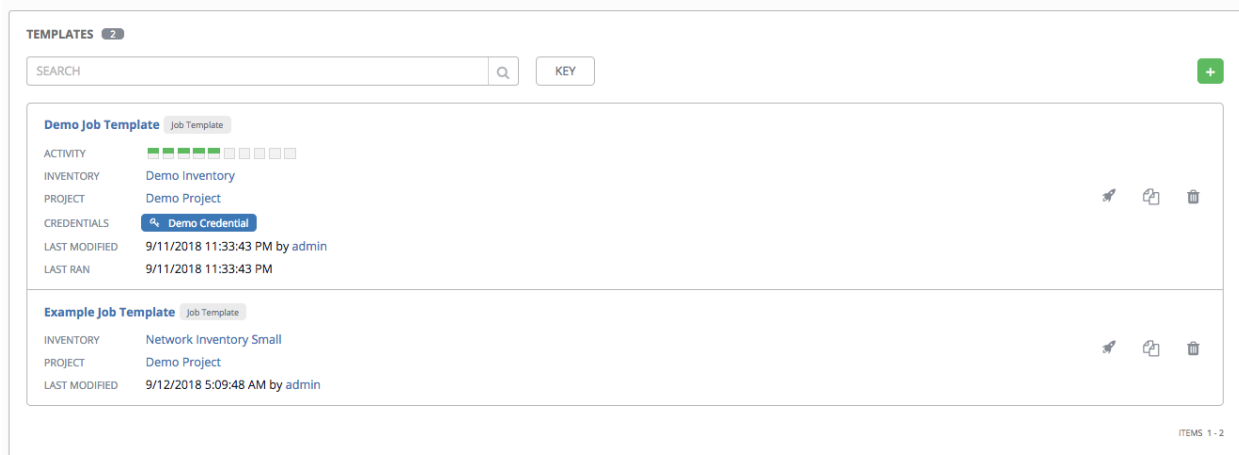 TEMPLATES 2
SEARCH KEY +
Demo Job Template Job Template
ACTIVITY
INVENTORY Demo Inventory
PROJECT Demo Project
CREDENTIALS Demo Credential
LAST MODIFIED 9/11/2018 11:33:43 PM by admin
LAST RAN 9/11/2018 11:33:43 PM
Example Job Template Job Template
INVENTORY Network Inventory Small
PROJECT Demo Project
LAST MODIFIED 9/12/2018 5:09:48 AM by admin
ITEMS 1 - 2